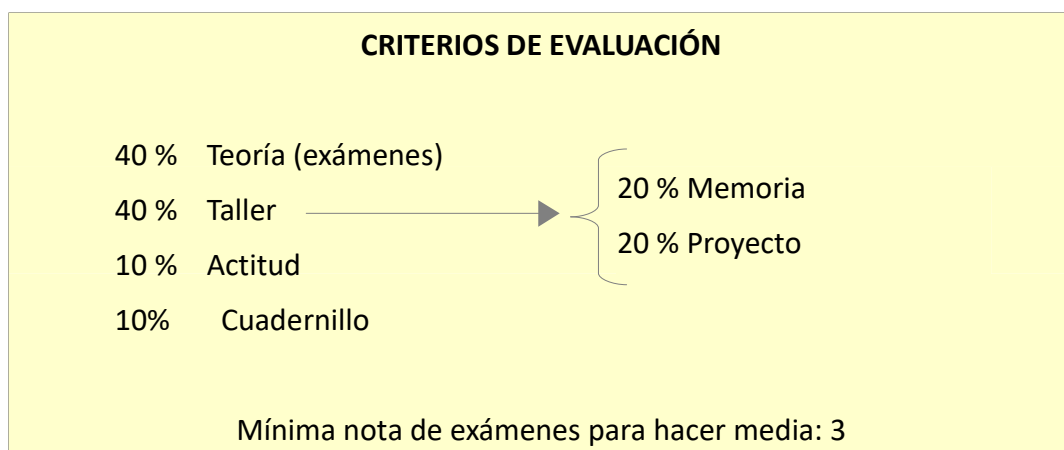 CRITERIOS DE EVALUACIÓN
40 % Teoría (exámenes)
40 % Taller
20 % Memoria
20 % Proyecto
10 % Actitud
10% Cuadernillo
Mínima nota de exámenes para hacer media: 3